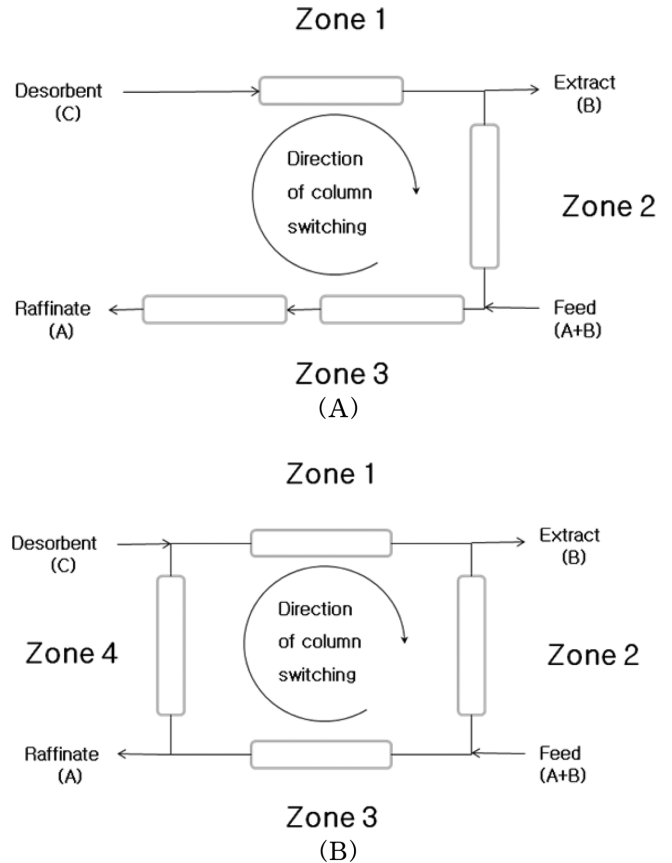 Zone 1
Desorbent
(C)
Extract
(B)
Direction
of column
switching
Zone 2
Raffinate
(A)
Feed
(A+B)
Zone 3
(A)
Zone 1
Desorbent
(C)
Extract
(B)
Direction
of column
switching
Zone 4
Zone 2
Raffinate
(A)
Feed
(A+B)
Zone 3
(B)